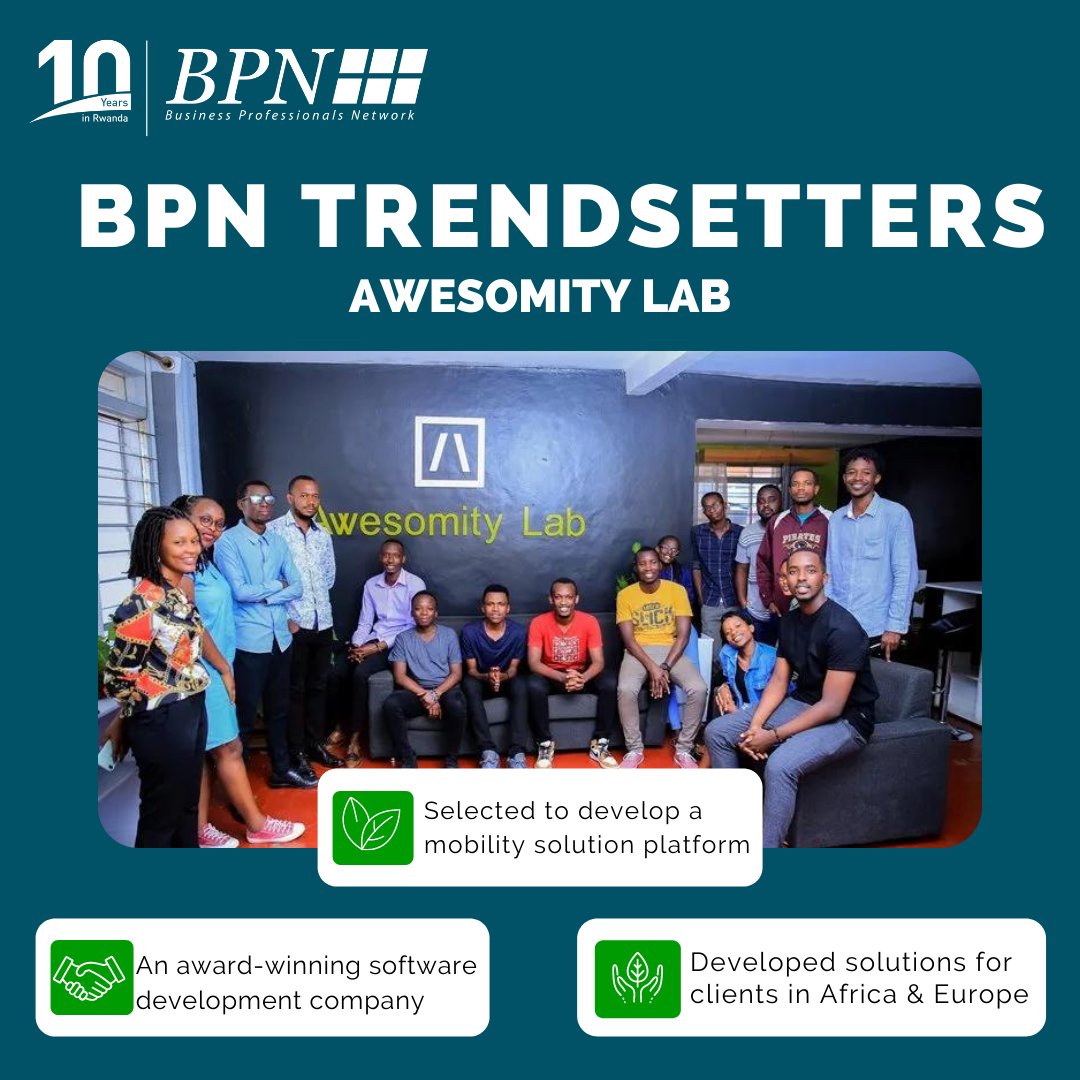 10
Years
in Rwanda
BPN
Business Professionals Network
BPN TRENDSETTERS
AWESOMITY LAB
Awesomity Lab
PIRATES
Selected to develop a
mobility solution platform
An award-winning software
development company
Developed solutions for
clients in Africa & Europe